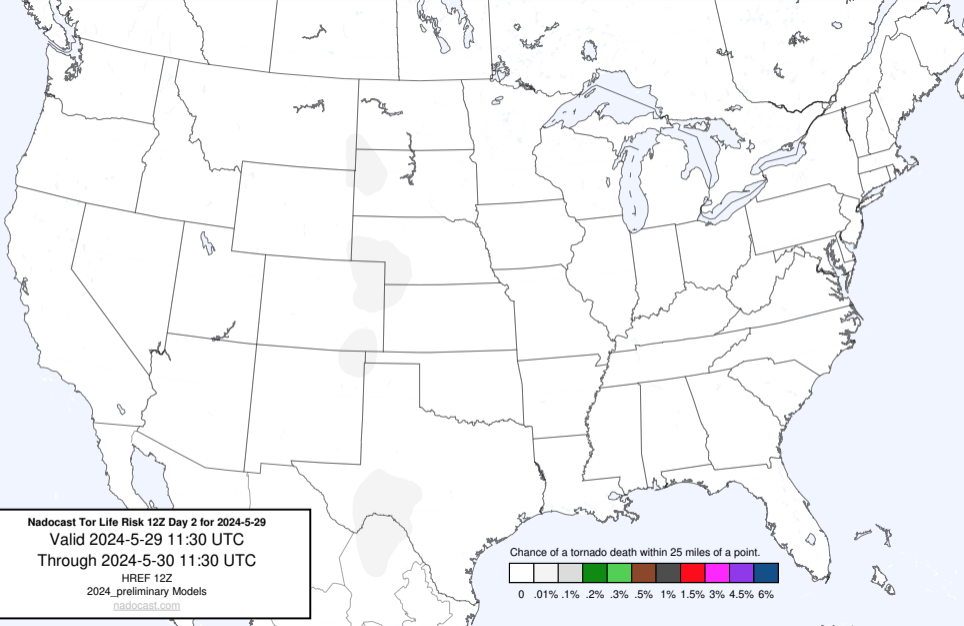 Nadocast Tor Life Risk 12Z Day 2 for 2024-5-29
Valid 2024-5-29 11:30 UTC
Through 2024-5-30 11:30 UTC
HREF 12Z
2024_preliminary Models
nadocast.com
Chance of a tornado death within 25 miles of a point.
0 .01% .1% .2% .3% .5% 1% 1.5% 3% 4.5% 6%